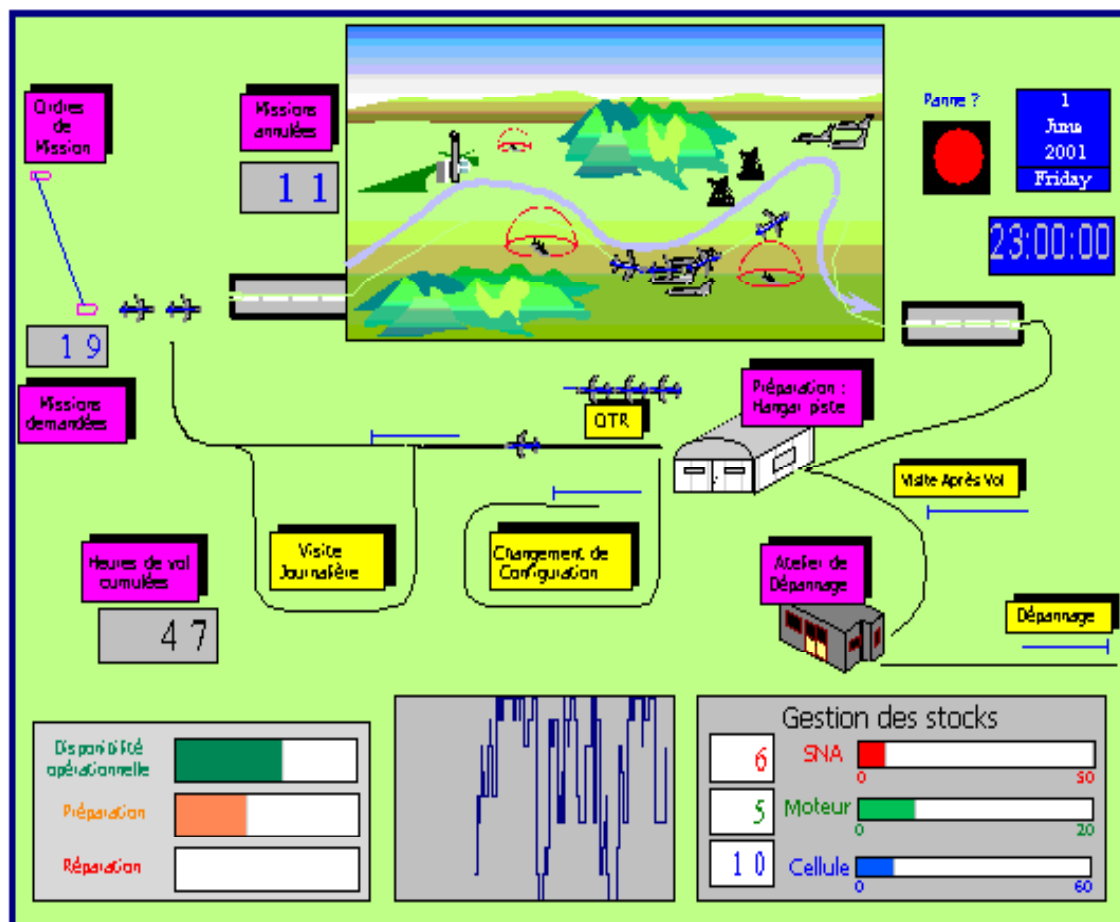 Ordres
de
Mission
Missions
annulées
1 1
Panne ?
1
June
2001
Friday
23:00:00
1 9
Missions
demandées
QTR
Préparation :
Hangar piste
Visite Après Vol
Heures de vol
cumulées
4 7
Visite
Journalière
Changement de
Configuration
Atelier de
Dépannage
Dépannage
Disponibilité
opérationnelle
Préparation
Réparation
Gestion des stocks
6 SNA
0 50
5 Moteur
0 20
1 0 Cellule
0 60